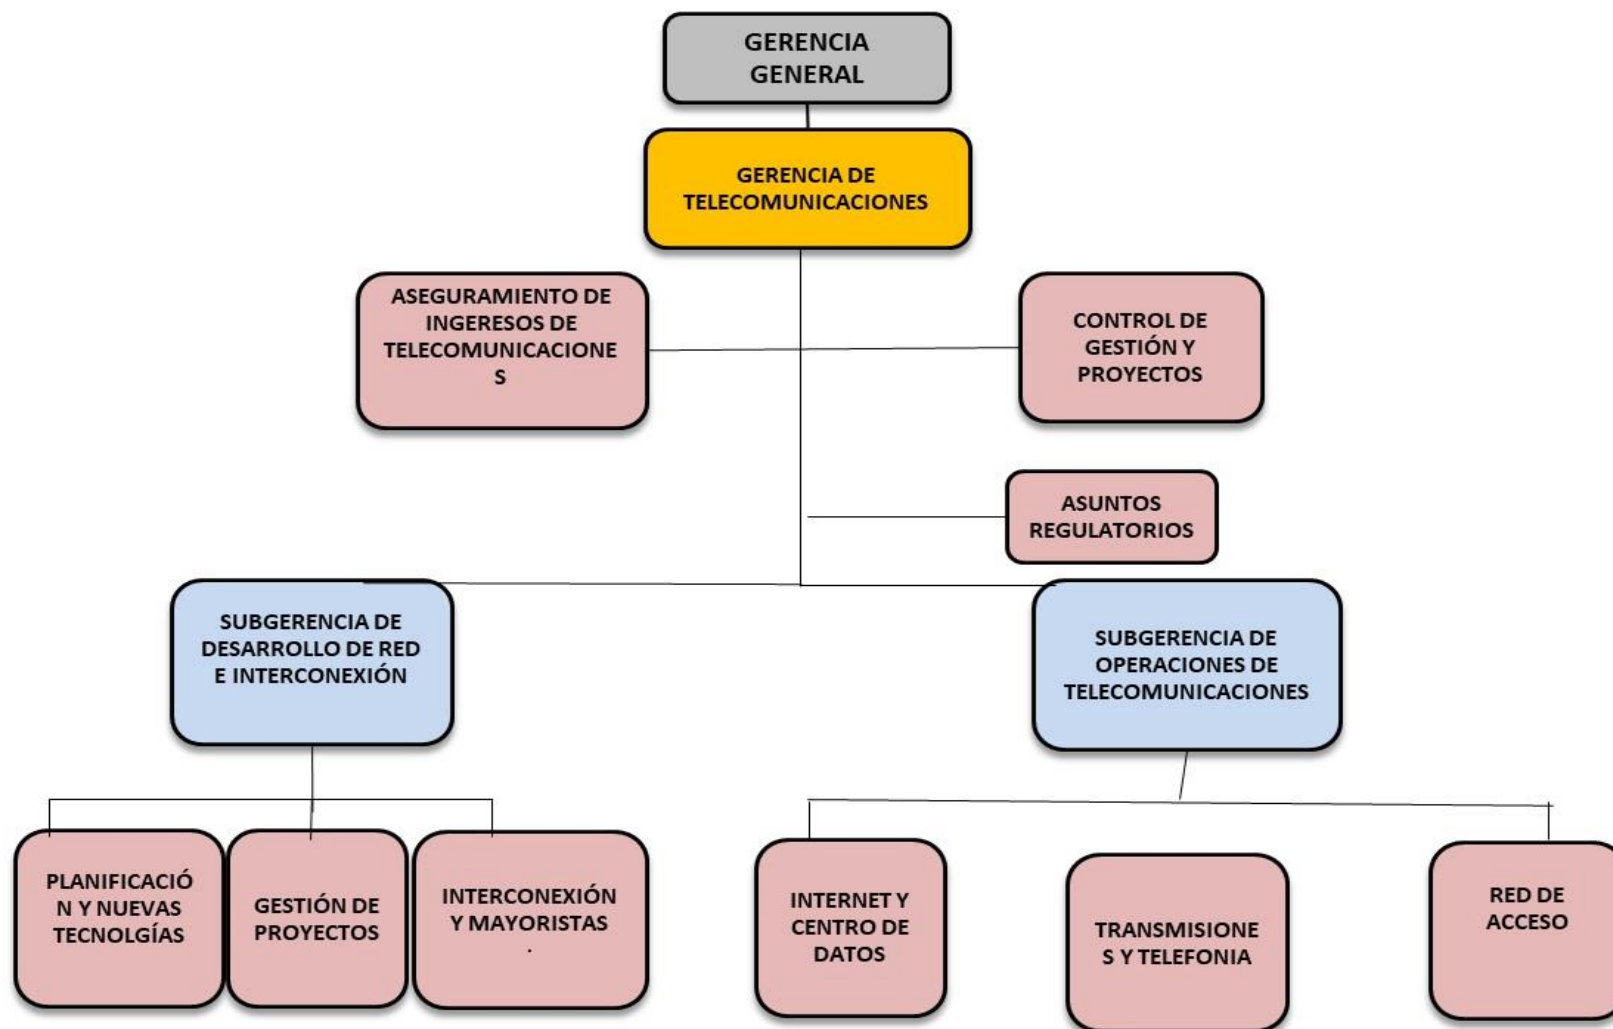 GERENCIA
GENERAL
GERENCIA DE
TELECOMUNICACIONES
ASEGURAMIENTO DE
INGERESOS DE
TELECOMUNICACIONE
S
CONTROL DE
GESTIÓN Y
PROYECTOS
ASUNTOS
REGULATORIOS
SUBGERENCIA DE
DESARROLLO DE RED
E INTERCONEXIÓN
SUBGERENCIA DE
OPERACIONES DE
TELECOMUNICACIONES
PLANIFICACIÓ
N Y NUEVAS
TECNOLGÍAS
GESTIÓN DE
PROYECTOS
INTERCONEXIÓN
Y MAYORISTAS
.
INTERNET Y
CENTRO DE
DATOS
TRANSMISIONE
S Y TELEFONIA
RED DE
ACCESO